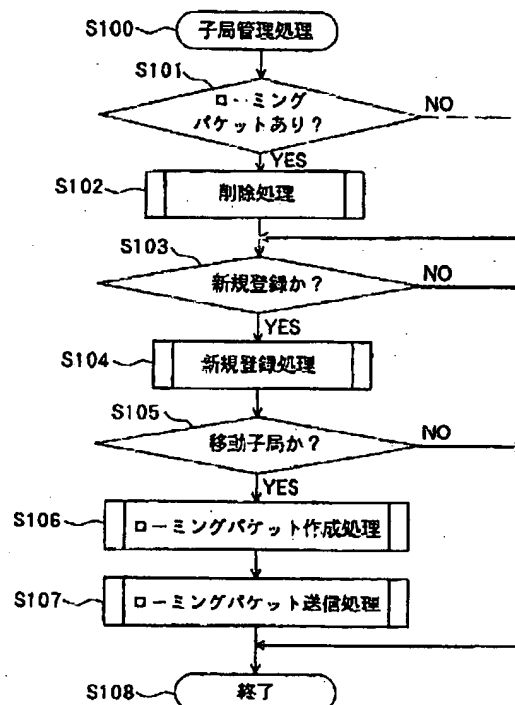 S100
子局管理処理
S101
ローミング
パケットあり？
NO
YES
S102
削除処理
S103
新規登録か？
NO
YES
S104
新規登録処理
S105
移動子局か？
NO
YES
S106
ローミングパケット作成処理
S107
ローミングパケット送信処理
S108
終了